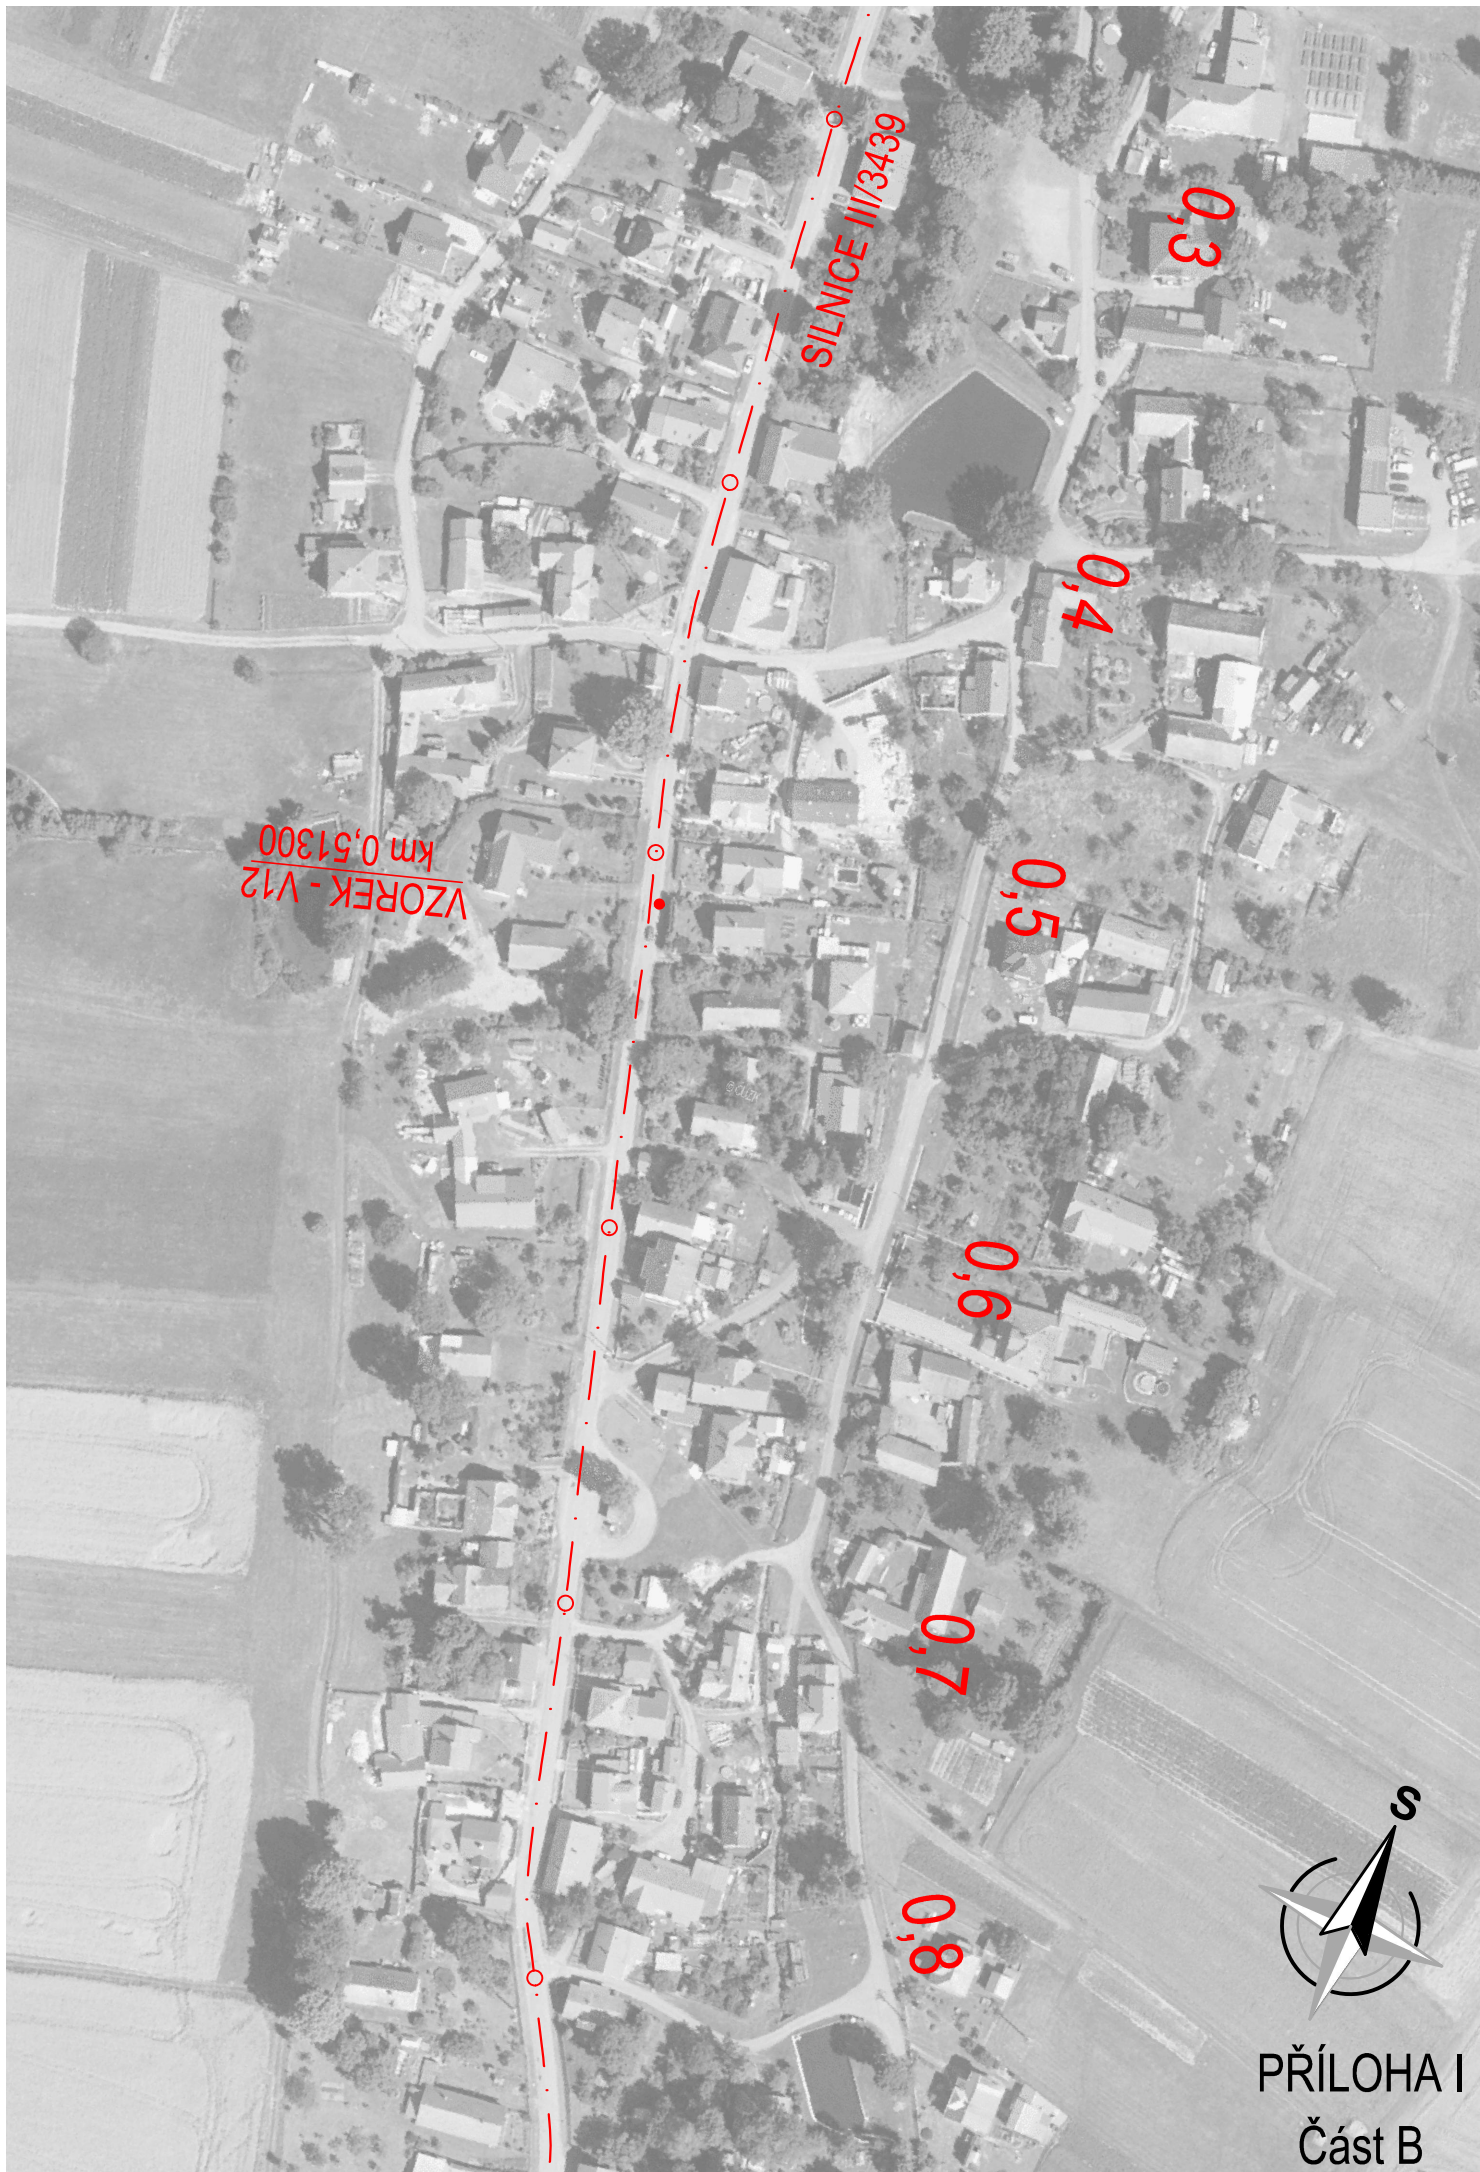 SILNICE III/3439
0,3
0,4
VZOREK - V12
km 0,51300
0,5
0,6
0,7
0,8
S
PŘÍLOHA I
Část B